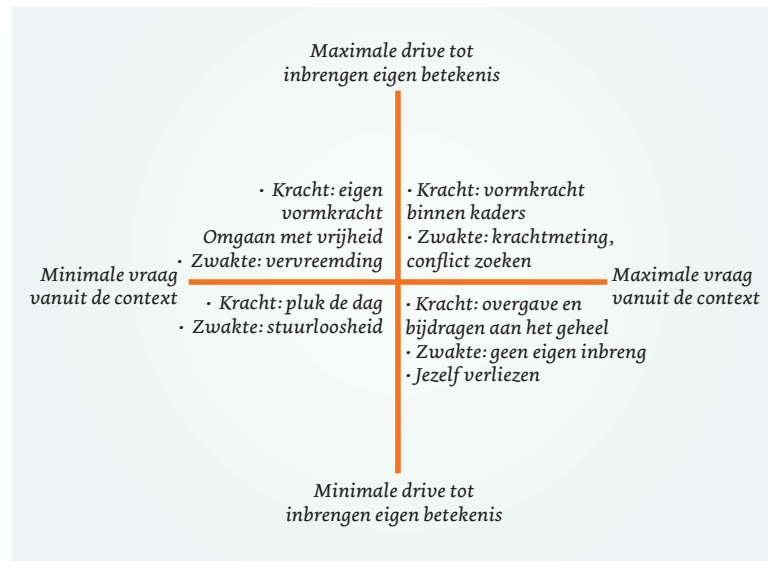 Maximale drive tot
inbrengen eigen betekenis
• Kracht: eigen
vormkracht
Omgaan met vrijheid
• Zwakte: vervreemding
• Kracht: vormkracht
binnen kaders
• Zwakte: krachtmeting,
conflict zoeken
Minimale vraag
vanuit de context
Maximale vraag
vanuit de context
• Kracht: pluk de dag
• Zwakte: stuurloosheid
• Kracht: overgave en
bijdragen aan het geheel
• Zwakte: geen eigen inbreng
• Jezelf verliezen
Minimale drive tot
inbrengen eigen betekenis